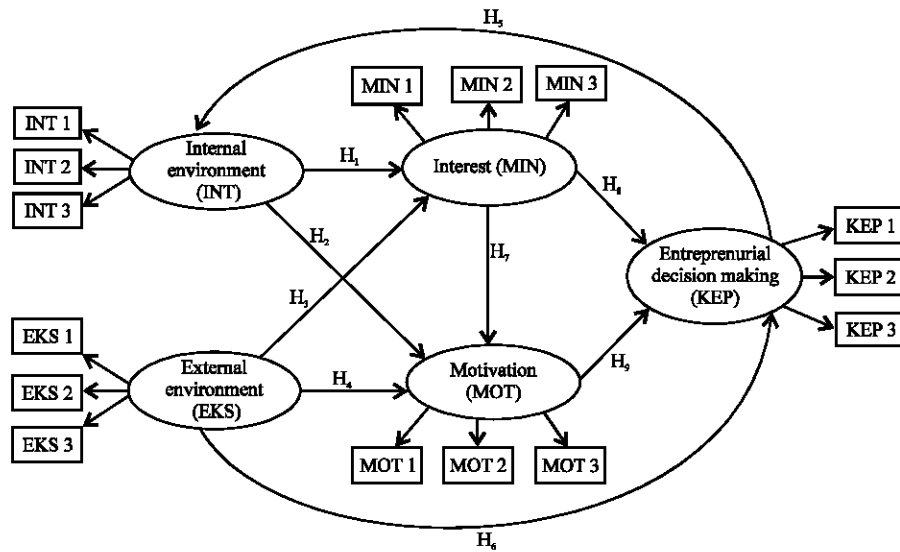 H5
MIN 1
MIN 2
MIN 3
INT 1
INT 2
INT 3
Internal
environment
(INT)
H1
Interest (MIN)
H8
H2
H7
H3
Entreprenurial
decision making
(KEP)
KEP 1
KEP 2
KEP 3
EKS 1
EKS 2
EKS 3
External
environment
(EKS)
H4
Motivation
(MOT)
H9
MOT 1
MOT 2
MOT 3
H6